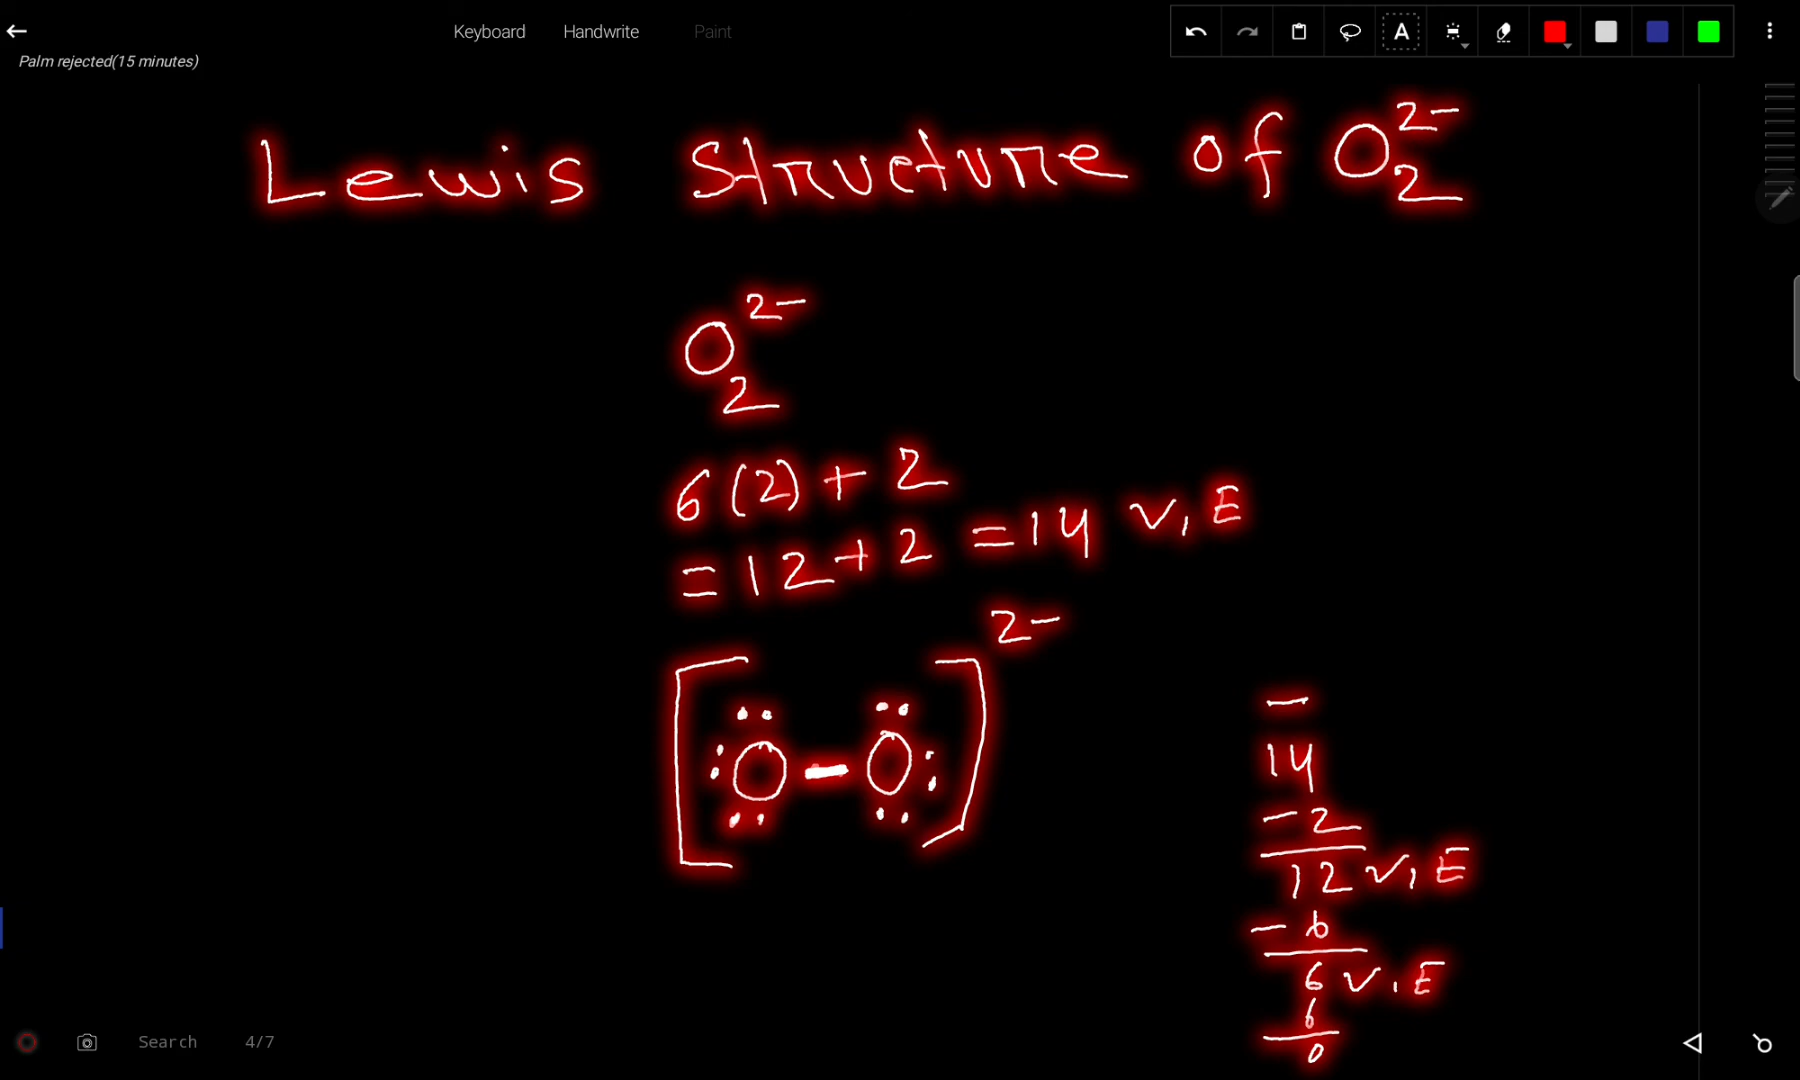 Keyboard Handwrite Paint
A
Palm rejected(15 minutes)
Lewis Structure of O₂²⁻
O₂²⁻
6(2)+2
=12+2 =14 V,E
[:O-O:]²⁻
-
14
-2
12 V,E
-6
6 V.E
6
0
Search 4/7